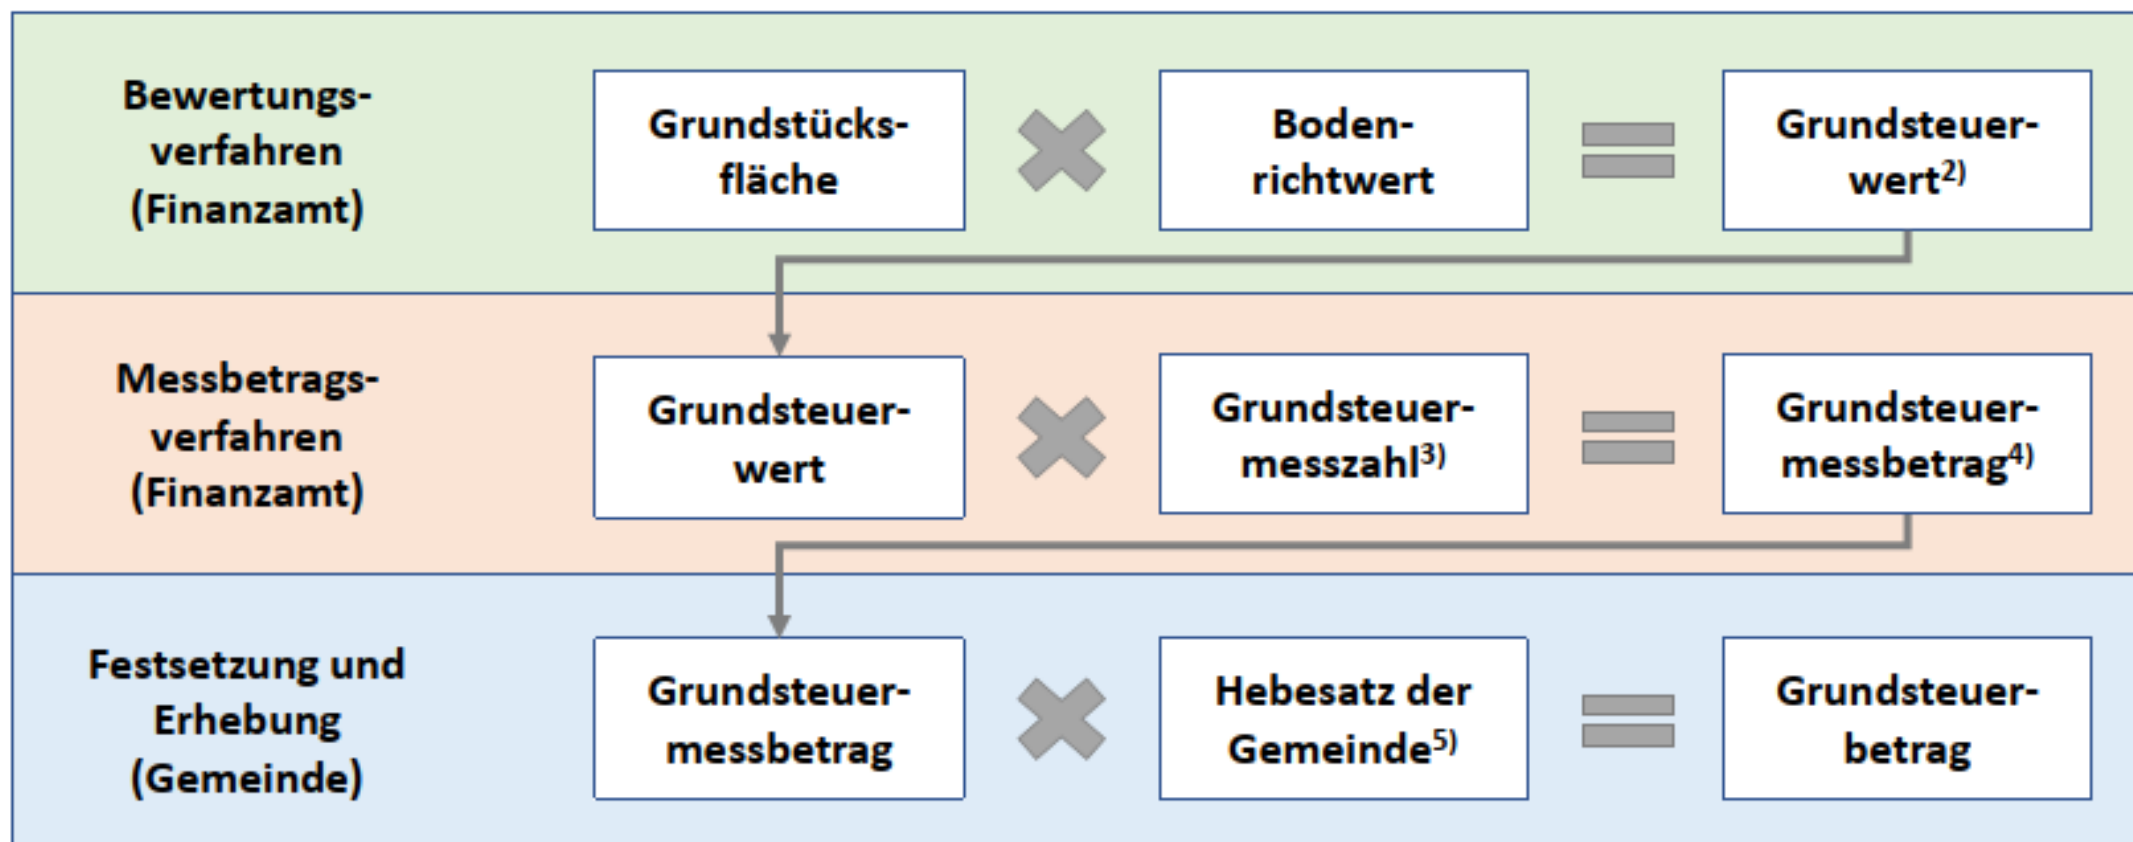 Bewertungs-
verfahren
(Finanzamt)
Grundstücks-
fläche
Boden-
richtwert
Grundsteuer-
wert2)
Messbetrags-
verfahren
(Finanzamt)
Grundsteuer-
wert
Grundsteuer-
messzahl3)
Grundsteuer-
messbetrag4)
Festsetzung und
Erhebung
(Gemeinde)
Grundsteuer-
messbetrag
Hebesatz der
Gemeinde5)
Grundsteuer-
betrag